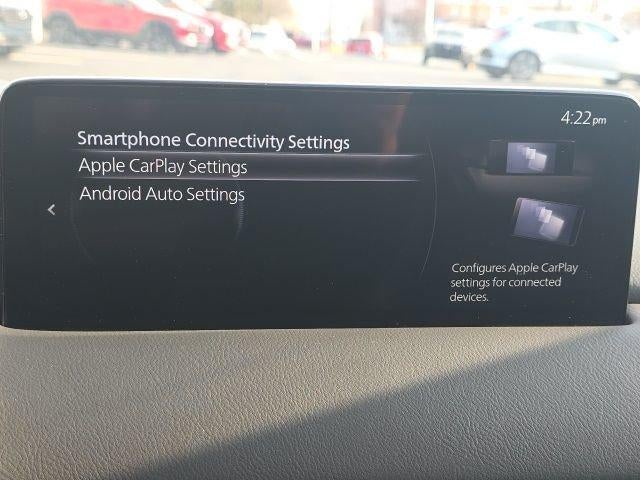 4:22pm
Smartphone Connectivity Settings
Apple CarPlay Settings
Android Auto Settings
Configures Apple CarPlay
settings for connected
devices.